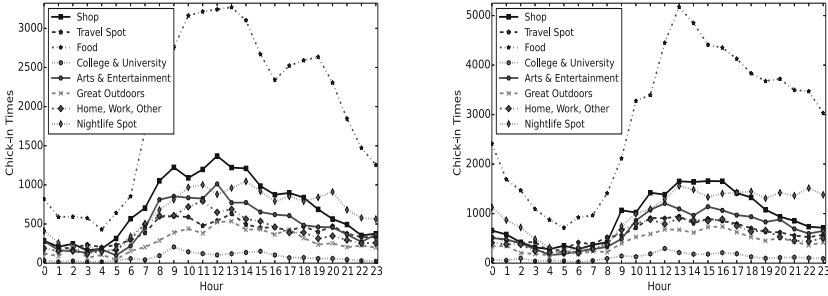 3000
2500
2000
1500
1000
500
0
Chick-in Times
Shop
Travel Spot
Food
College & University
Arts & Entertainment
Great Outdoors
Home, Work, Other
Nightlife Spot
0 1 2 3 4 5 6 7 8 9 10 11 12 13 14 15 16 17 18 19 20 21 22 23
Hour
5000
4000
3000
2000
1000
0
Chick-in Times
Shop
Travel Spot
Food
College & University
Arts & Entertainment
Great Outdoors
Home, Work, Other
Nightlife Spot
0 1 2 3 4 5 6 7 8 9 10 11 12 13 14 15 16 17 18 19 20 21 22 23
Hour